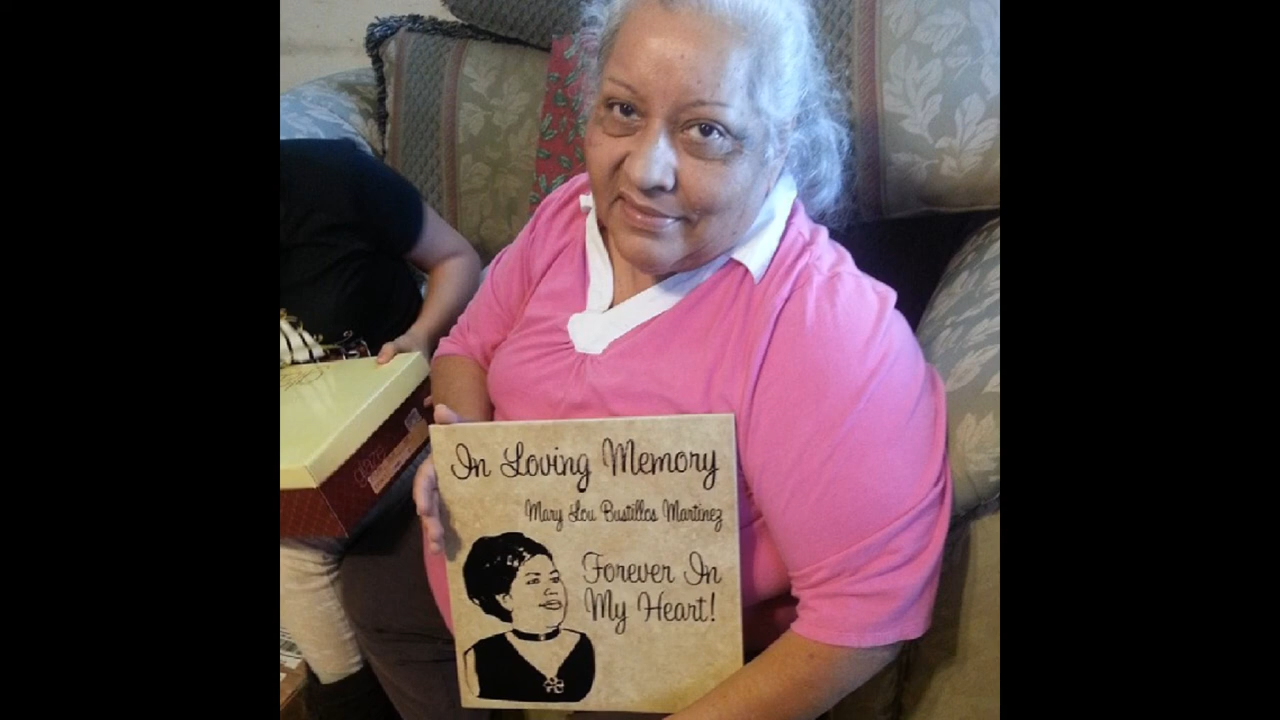 In Loving Memory
Mary Lou Bustillos Martinez
Forever In
My Heart!